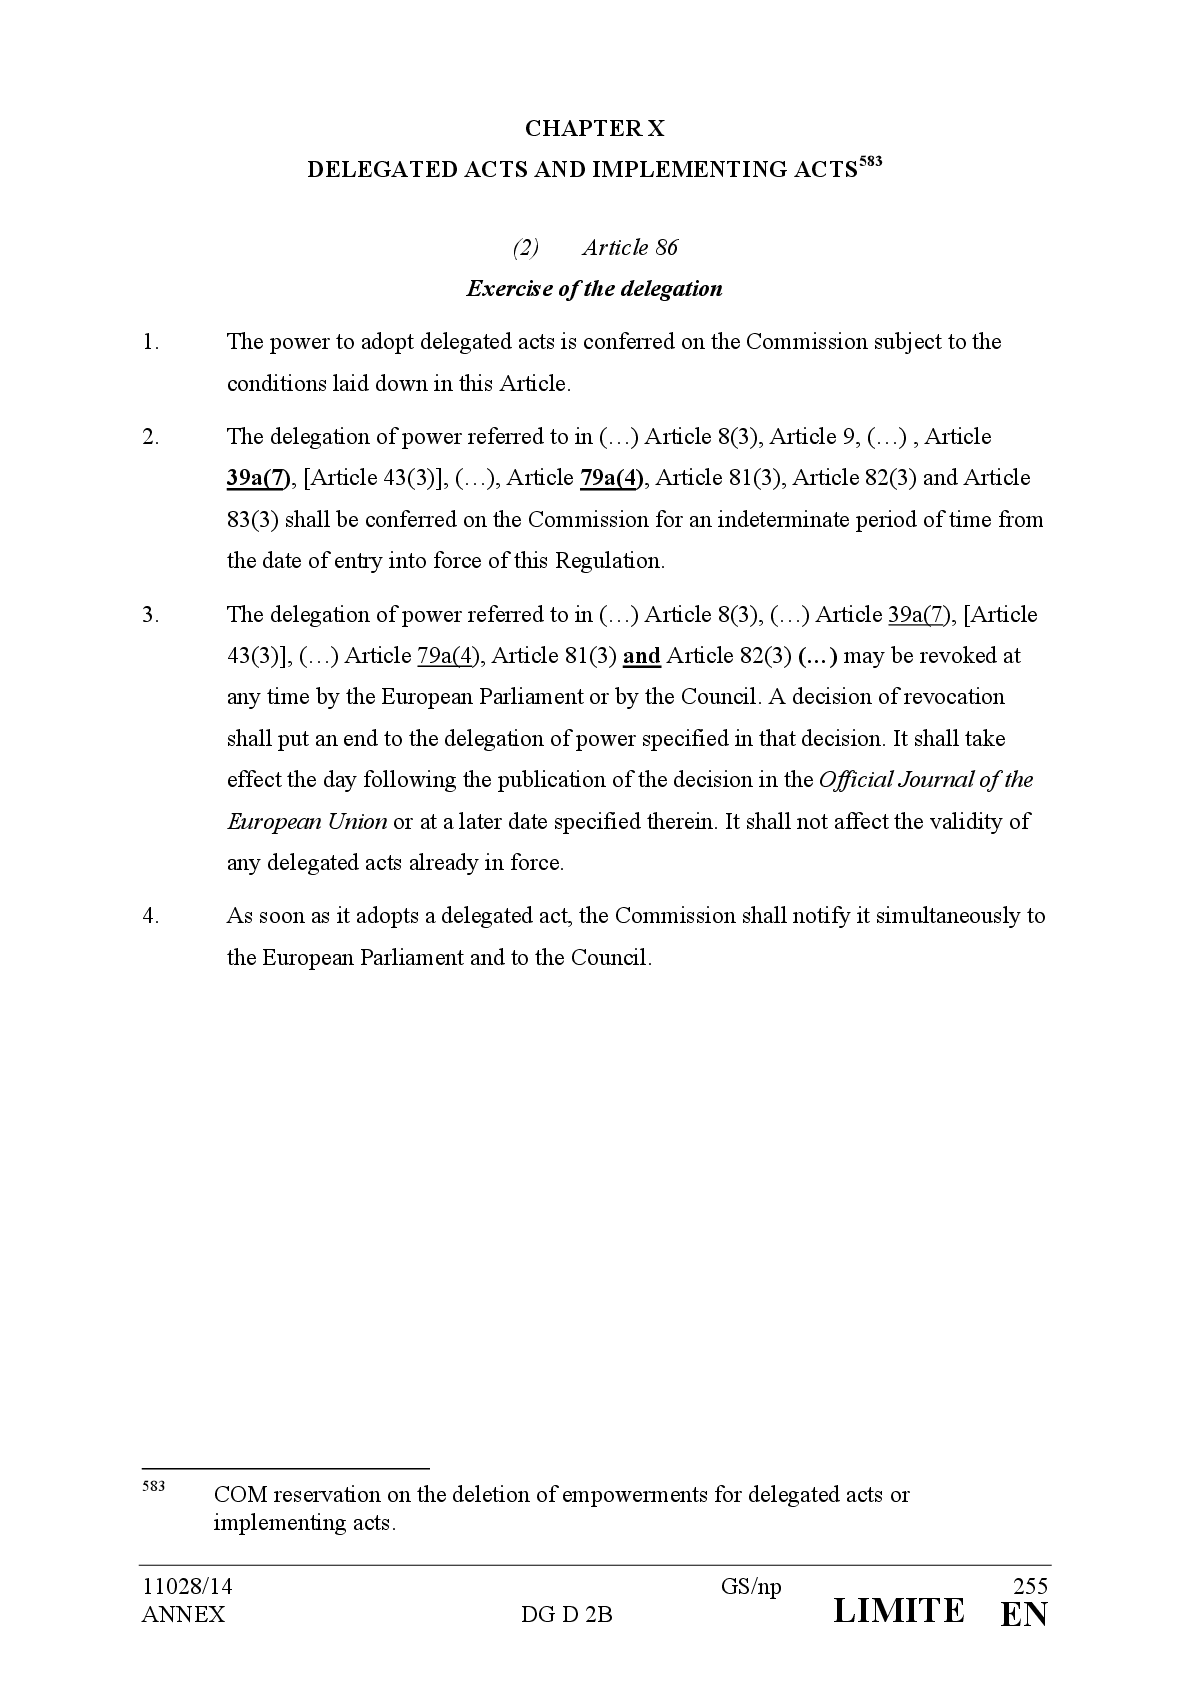 CHAPTER X
DELEGATED ACTS AND IMPLEMENTING ACTS583
(2) Article 86
Exercise of the delegation
1. The power to adopt delegated acts is conferred on the Commission subject to the
conditions laid down in this Article.
2. The delegation of power referred to in (…) Article 8(3), Article 9, (…) , Article
39a(7), [Article 43(3)], (…), Article 79a(4), Article 81(3), Article 82(3) and Article
83(3) shall be conferred on the Commission for an indeterminate period of time from
the date of entry into force of this Regulation.
3. The delegation of power referred to in (…) Article 8(3), (…) Article 39a(7), [Article
43(3)], (…) Article 79a(4), Article 81(3) and Article 82(3) (…) may be revoked at
any time by the European Parliament or by the Council. A decision of revocation
shall put an end to the delegation of power specified in that decision. It shall take
effect the day following the publication of the decision in the Official Journal of the
European Union or at a later date specified therein. It shall not affect the validity of
any delegated acts already in force.
4. As soon as it adopts a delegated act, the Commission shall notify it simultaneously to
the European Parliament and to the Council.
583 COM reservation on the deletion of empowerments for delegated acts or
implementing acts.
11028/14 GS/np 255
ANNEX DG D 2B LIMITE EN